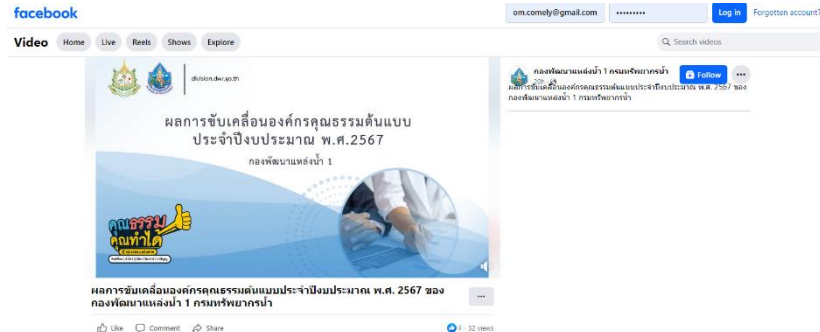 facebook
om.comely@gmail.com
Log in
Forgotten account?
Video
Home
Live
Reels
Shows
Explore
Search videos
division.dwr.go.th
ผลการขับเคลื่อนองค์กรคุณธรรมต้นแบบ
ประจำปีงบประมาณ พ.ศ.2567
กองพัฒนาแหล่งน้ำ 1
คุณธรรม
คุณทำได้
กองพัฒนาแหล่งน้ำ 1 กรมทรัพยากรน้ำ
Follow
20h
ผลการขับเคลื่อนองค์กรคุณธรรมต้นแบบประจำปีงบประมาณ พ.ศ. 2567 ของ
กองพัฒนาแหล่งน้ำ 1 กรมทรัพยากรน้ำ
ผลการขับเคลื่อนองค์กรคุณธรรมต้นแบบประจำปีงบประมาณ พ.ศ. 2567 ของ
กองพัฒนาแหล่งน้ำ 1 กรมทรัพยากรน้ำ
Like
Comment
Share
3 · 32 views